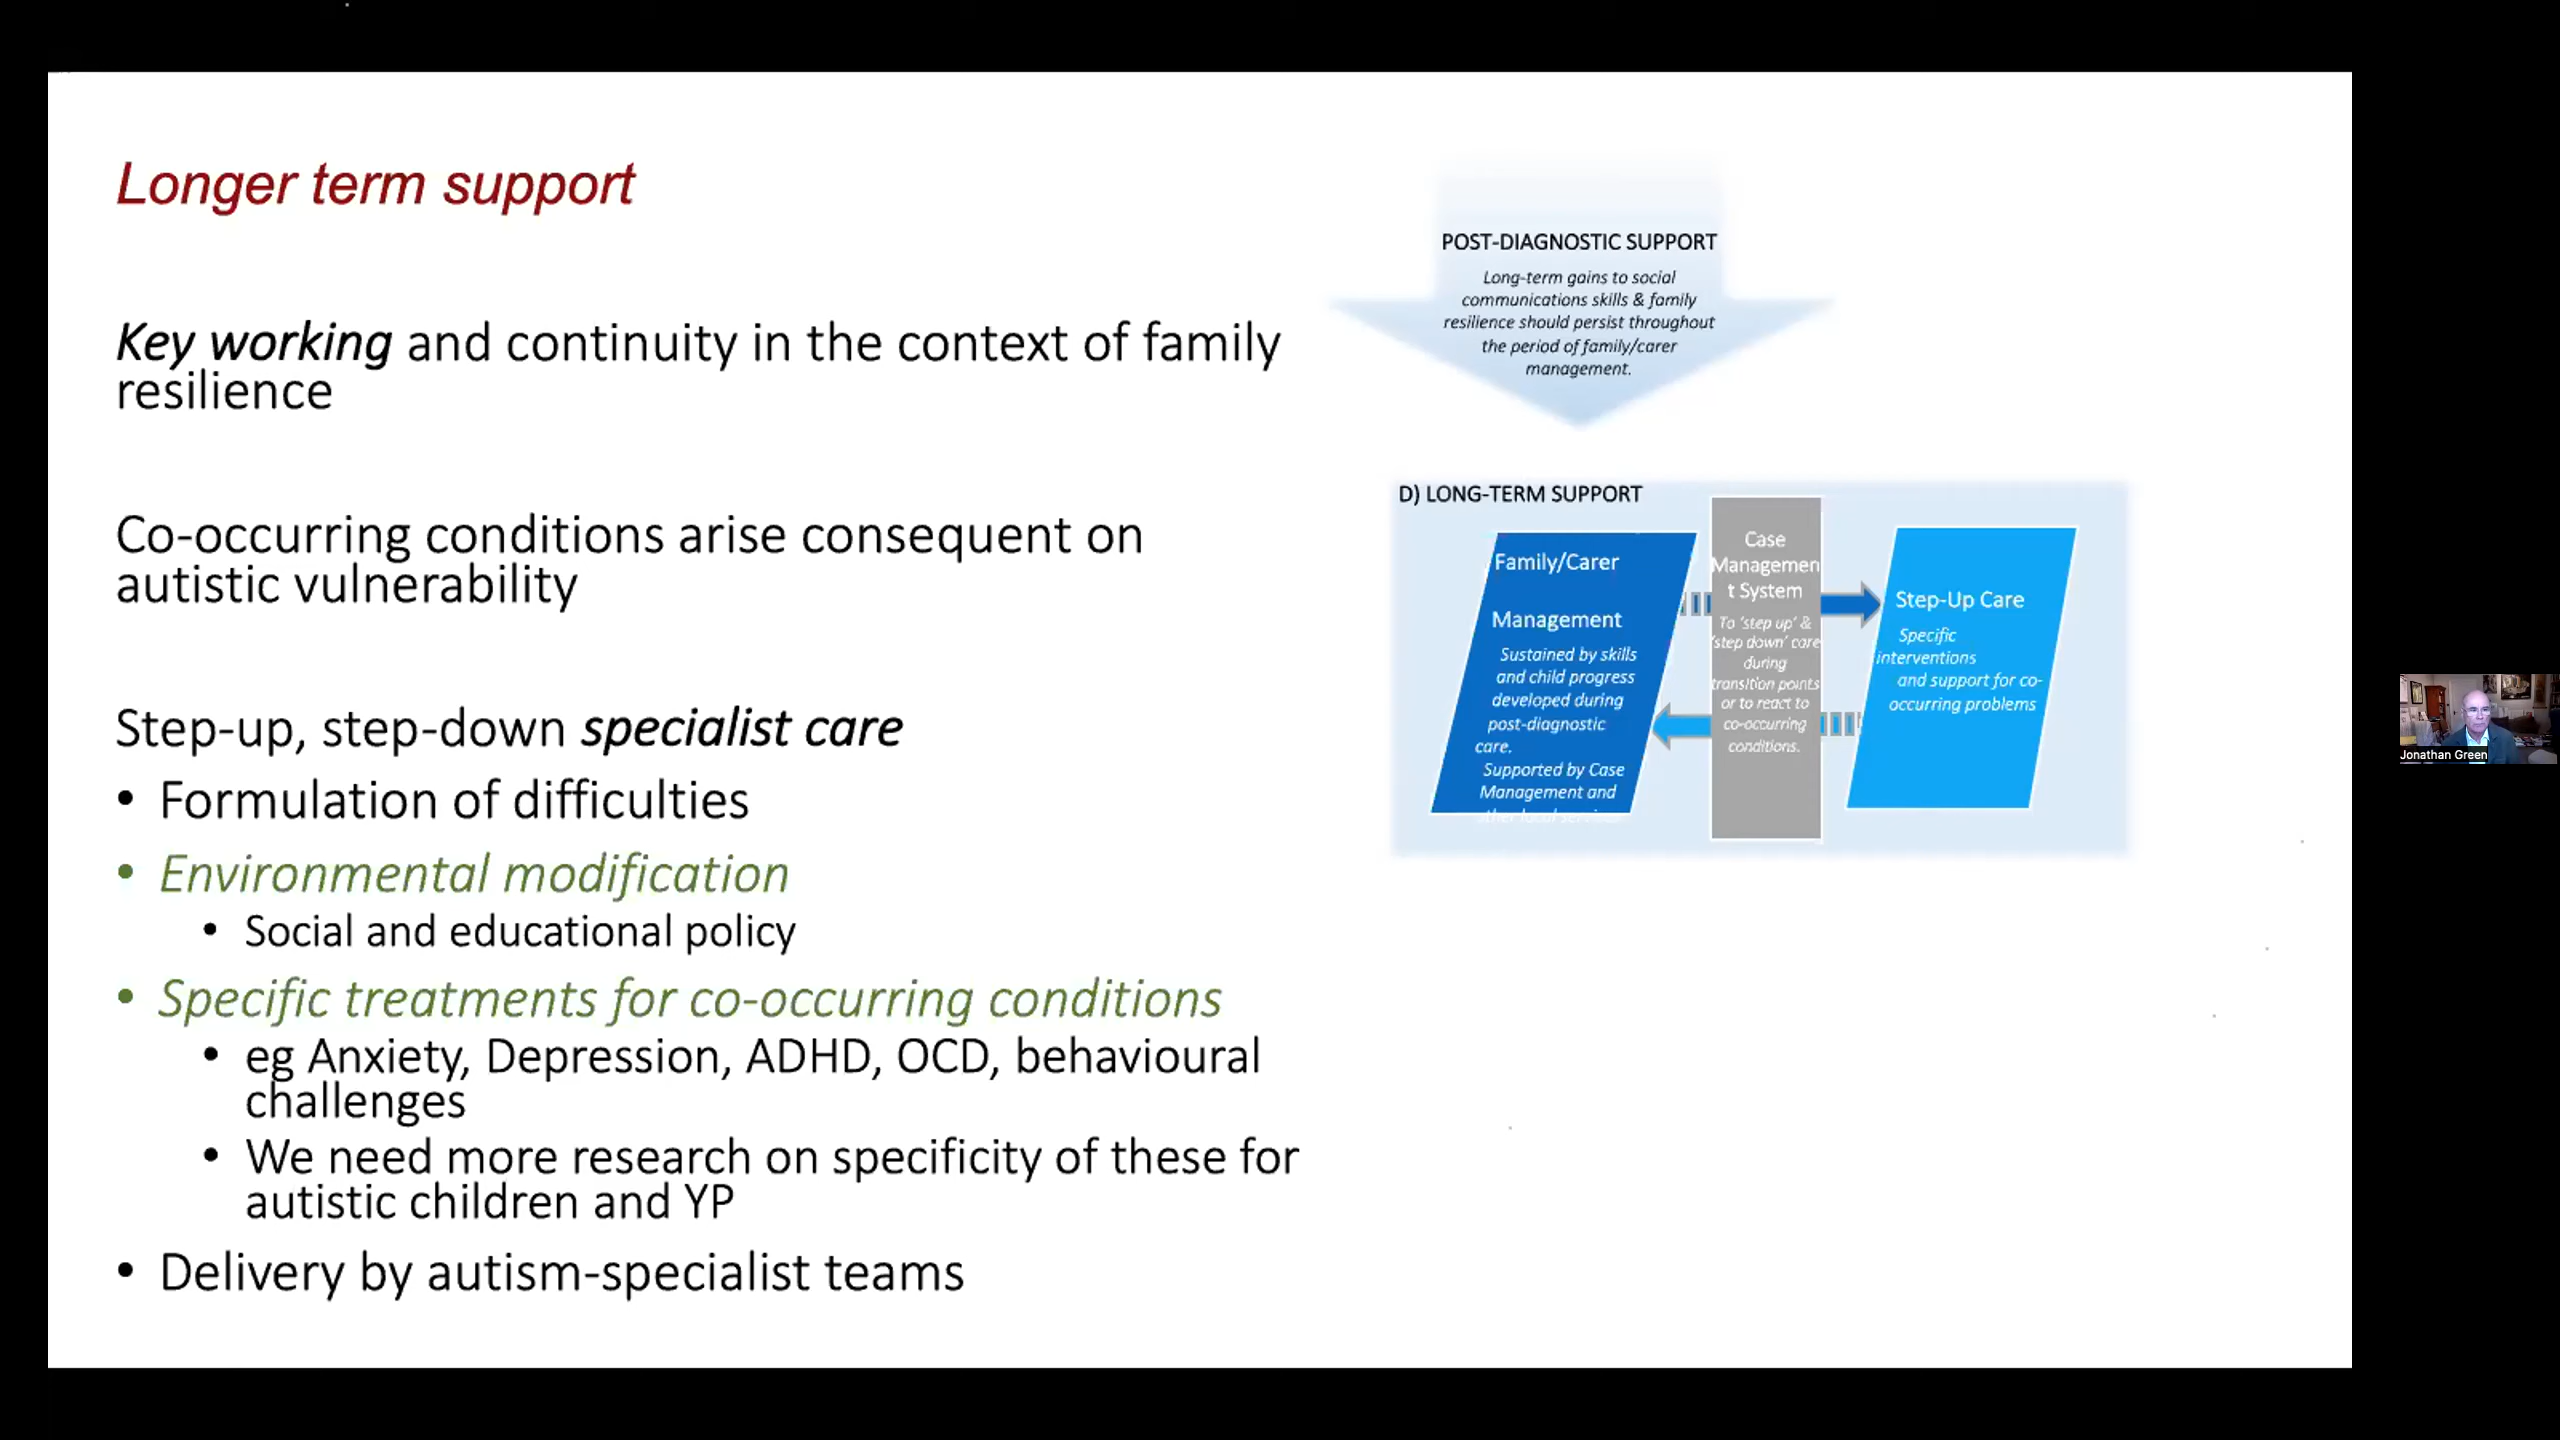 Longer term support
Key working and continuity in the context of family
resilience
Co-occurring conditions arise consequent on
autistic vulnerability
Step-up, step-down specialist care
• Formulation of difficulties
• Environmental modification
• Social and educational policy
• Specific treatments for co-occurring conditions
• eg Anxiety, Depression, ADHD, OCD, behavioural
challenges
• We need more research on specificity of these for
autistic children and YP
• Delivery by autism-specialist teams
POST-DIAGNOSTIC SUPPORT
Long-term gains to social
communications skills & family
resilience should persist throughout
the period of family/carer
management.
D) LONG-TERM SUPPORT
Family/Carer
Management
Sustained by skills
and child progress
developed during
post-diagnostic
care.
Supported by Case
Management and
other local services
Case
Managemen
t System
To 'step up' &
'step down' care
during
transition points
or to react to
co-occurring
conditions.
Step-Up Care
Specific
interventions
and support for co-
occurring problems
Jonathan Green